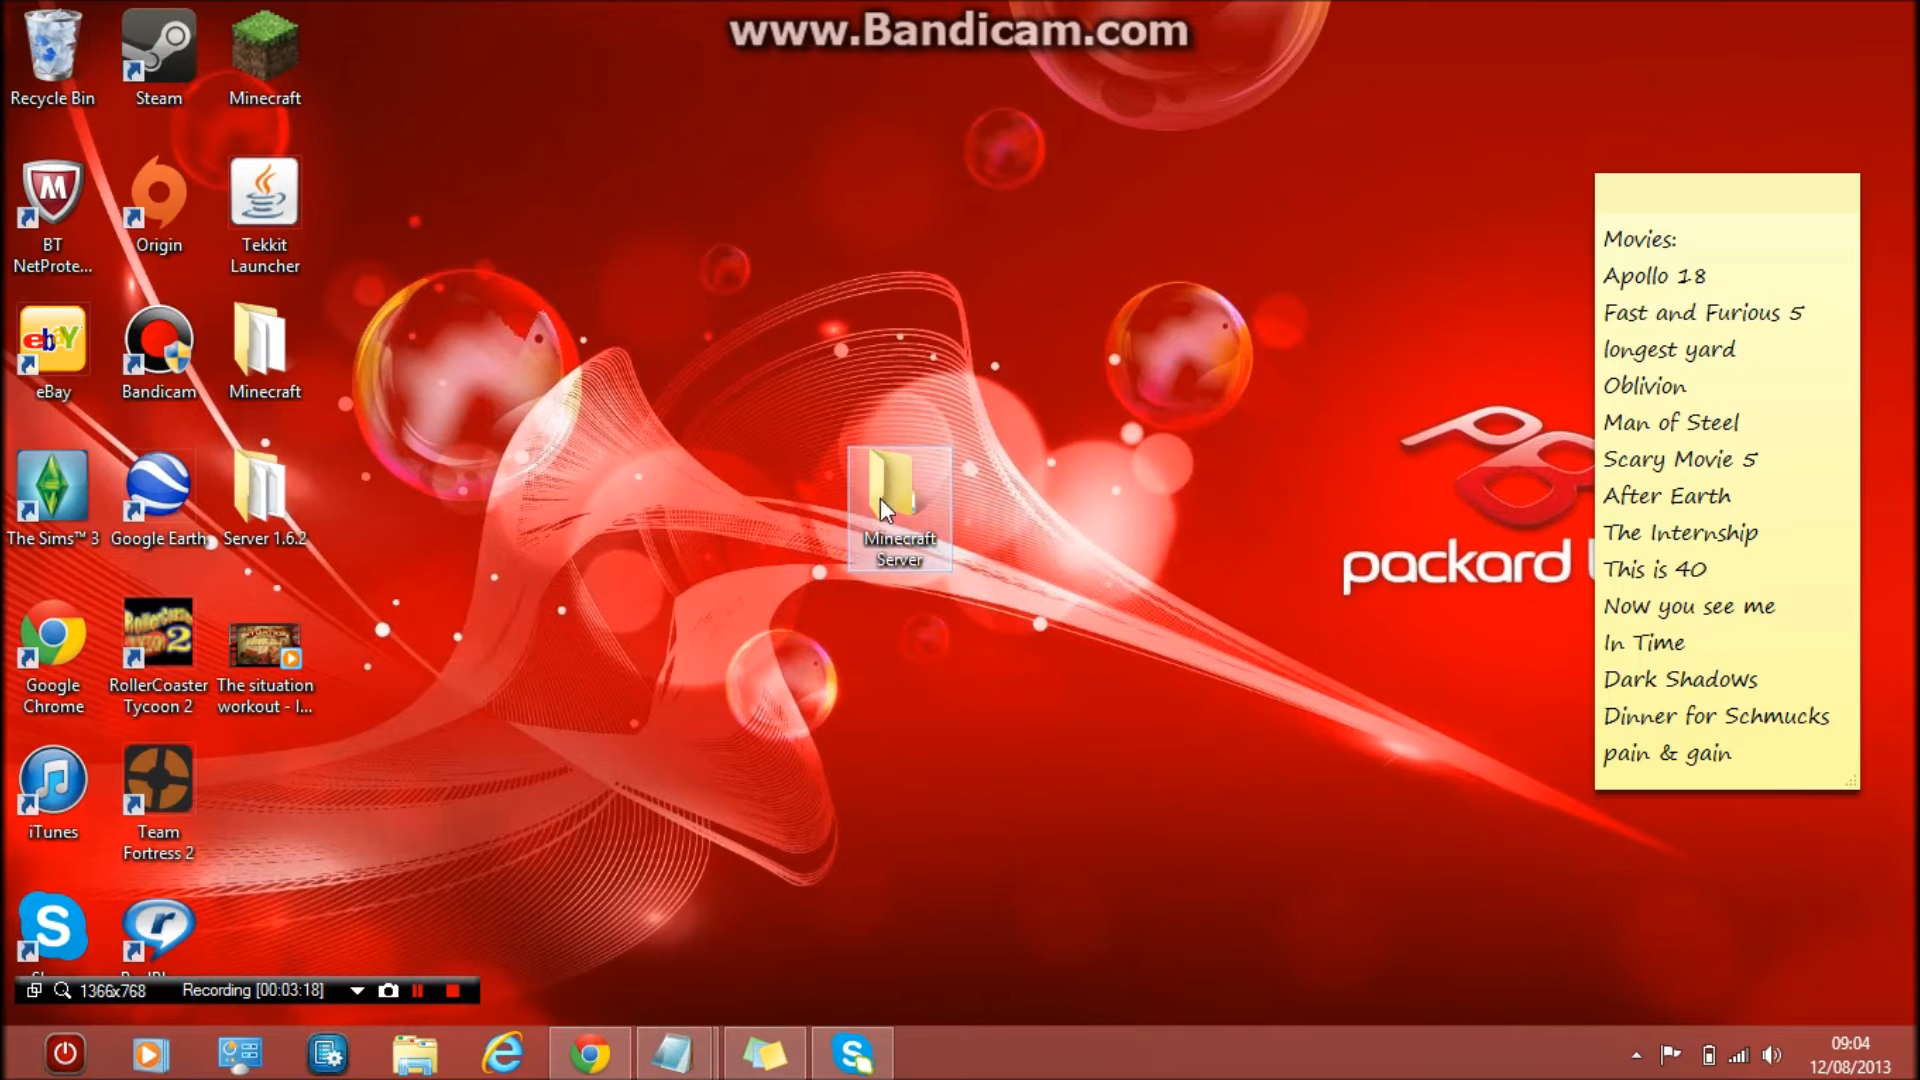 www.Bandicam.com
Recycle Bin
Steam
Minecraft
BT
NetProte...
Origin
Tekkit
Launcher
eBay
Bandicam
Minecraft
The Sims™ 3
Google Earth
Server 1.6.2
Minecraft
Server
Google
Chrome
RollerCoaster
Tycoon 2
The situation
workout - I...
iTunes
Team
Fortress 2
packard
Movies:
Apollo 18
Fast and Furious 5
longest yard
Oblivion
Man of Steel
Scary Movie 5
After Earth
The Internship
This is 40
Now you see me
In Time
Dark Shadows
Dinner for Schmucks
pain & gain
1366x768
Recording [00:03:18]
09:04
12/08/2013